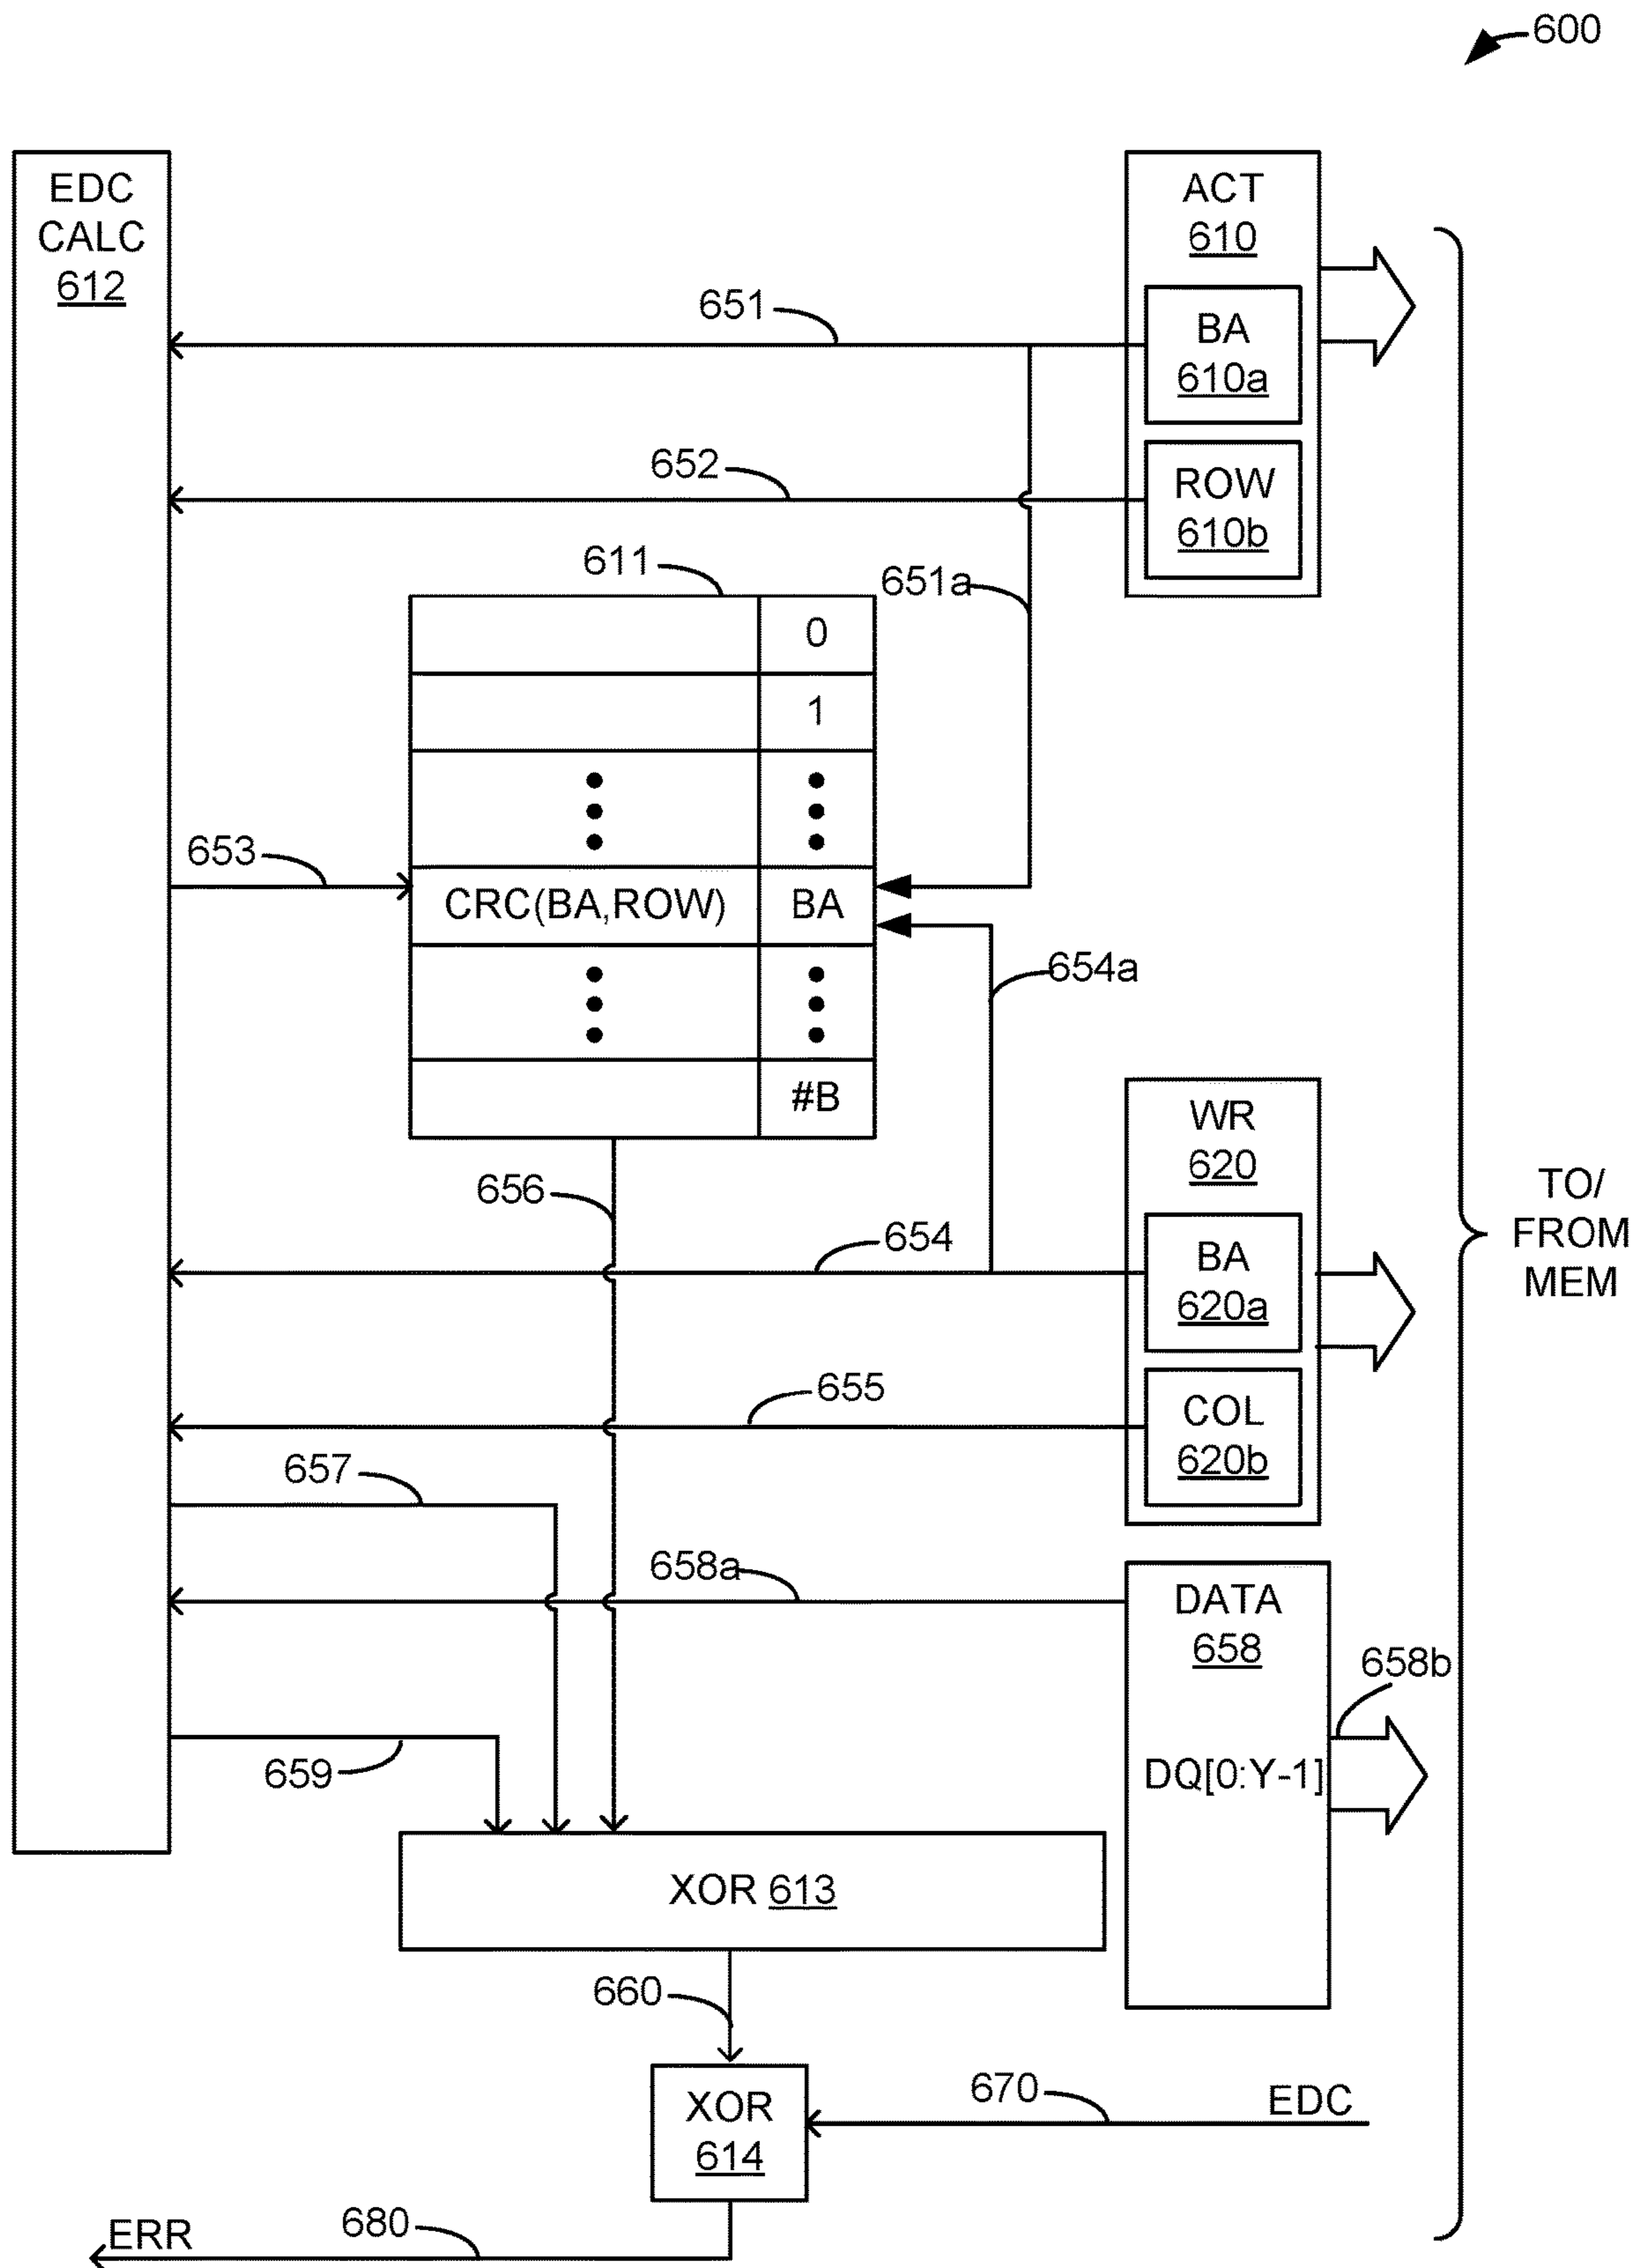 600
EDC
CALC
612
ACT
610
BA
610a
ROW
610b
651
652
611
651a
0
1
653
CRC(BA,ROW)
BA
654a
#B
WR
620
BA
620a
COL
620b
656
654
655
657
TO/
FROM
MEM
658a
DATA
658
658b
DQ[0:Y-1]
659
XOR 613
660
XOR
614
670
EDC
ERR
680